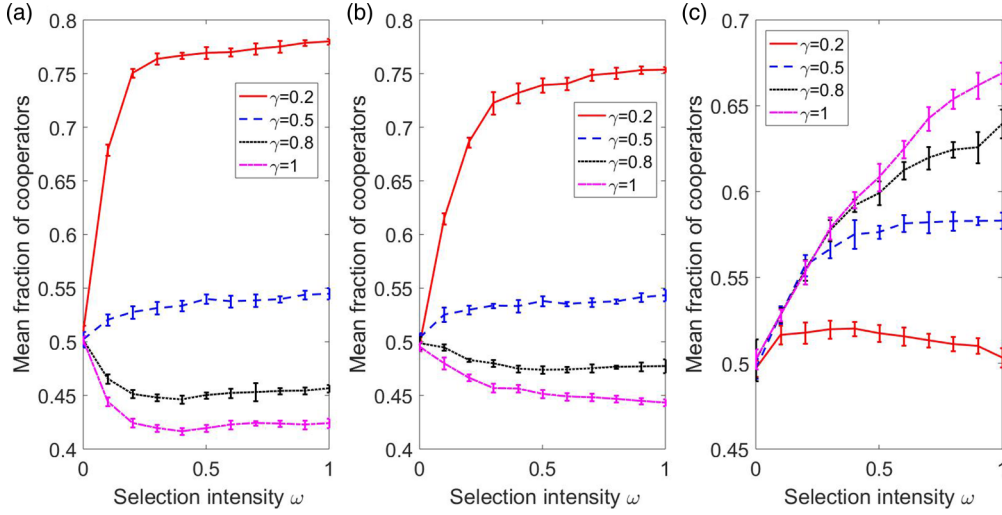 (a)
Mean fraction of cooperators
0.8
0.75
0.7
0.65
0.6
0.55
0.5
0.45
0.4
γ=0.2
γ=0.5
γ=0.8
γ=1
0
0.5
1
Selection intensity ω
(b)
Mean fraction of cooperators
0.8
0.75
0.7
0.65
0.6
0.55
0.5
0.45
0.4
γ=0.2
γ=0.5
γ=0.8
γ=1
0
0.5
1
Selection intensity ω
(c)
Mean fraction of cooperators
0.7
0.65
0.6
0.55
0.5
0.45
γ=0.2
γ=0.5
γ=0.8
γ=1
0
0.5
1
Selection intensity ω